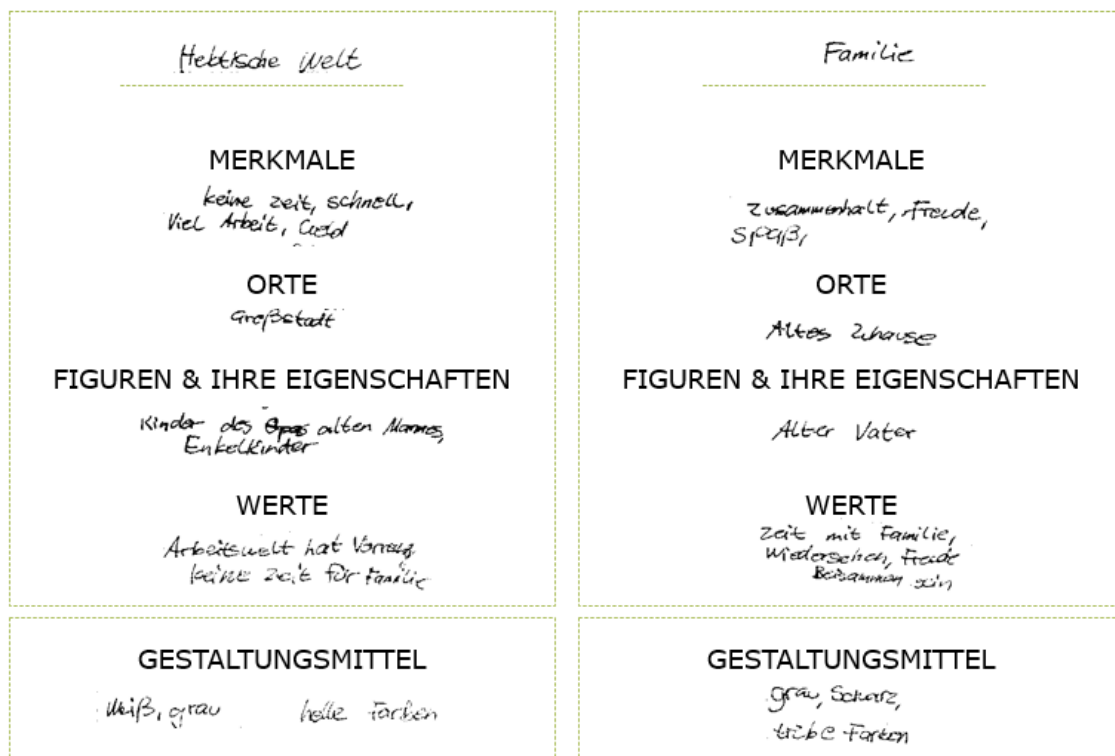 Hektische Welt
MERKMALE
keine Zeit, schnell,
Viel Arbeit, Geld
ORTE
Großstadt
FIGUREN & IHRE EIGENSCHAFTEN
Kinder des Opas alten Mannes,
Enkelkinder
WERTE
Arbeitswelt hat Vorrang
keine Zeit für Familie
GESTALTUNGSMITTEL
Weiß, grau helle Farben
Familie
MERKMALE
Zusammenhalt, Freude,
Spaß,
ORTE
Altes Zuhause
FIGUREN & IHRE EIGENSCHAFTEN
Alter Vater
WERTE
Zeit mit Familie,
Wiedersehen, Freude
Beisammen sein
GESTALTUNGSMITTEL
grau, Schwarz,
trübe Farben